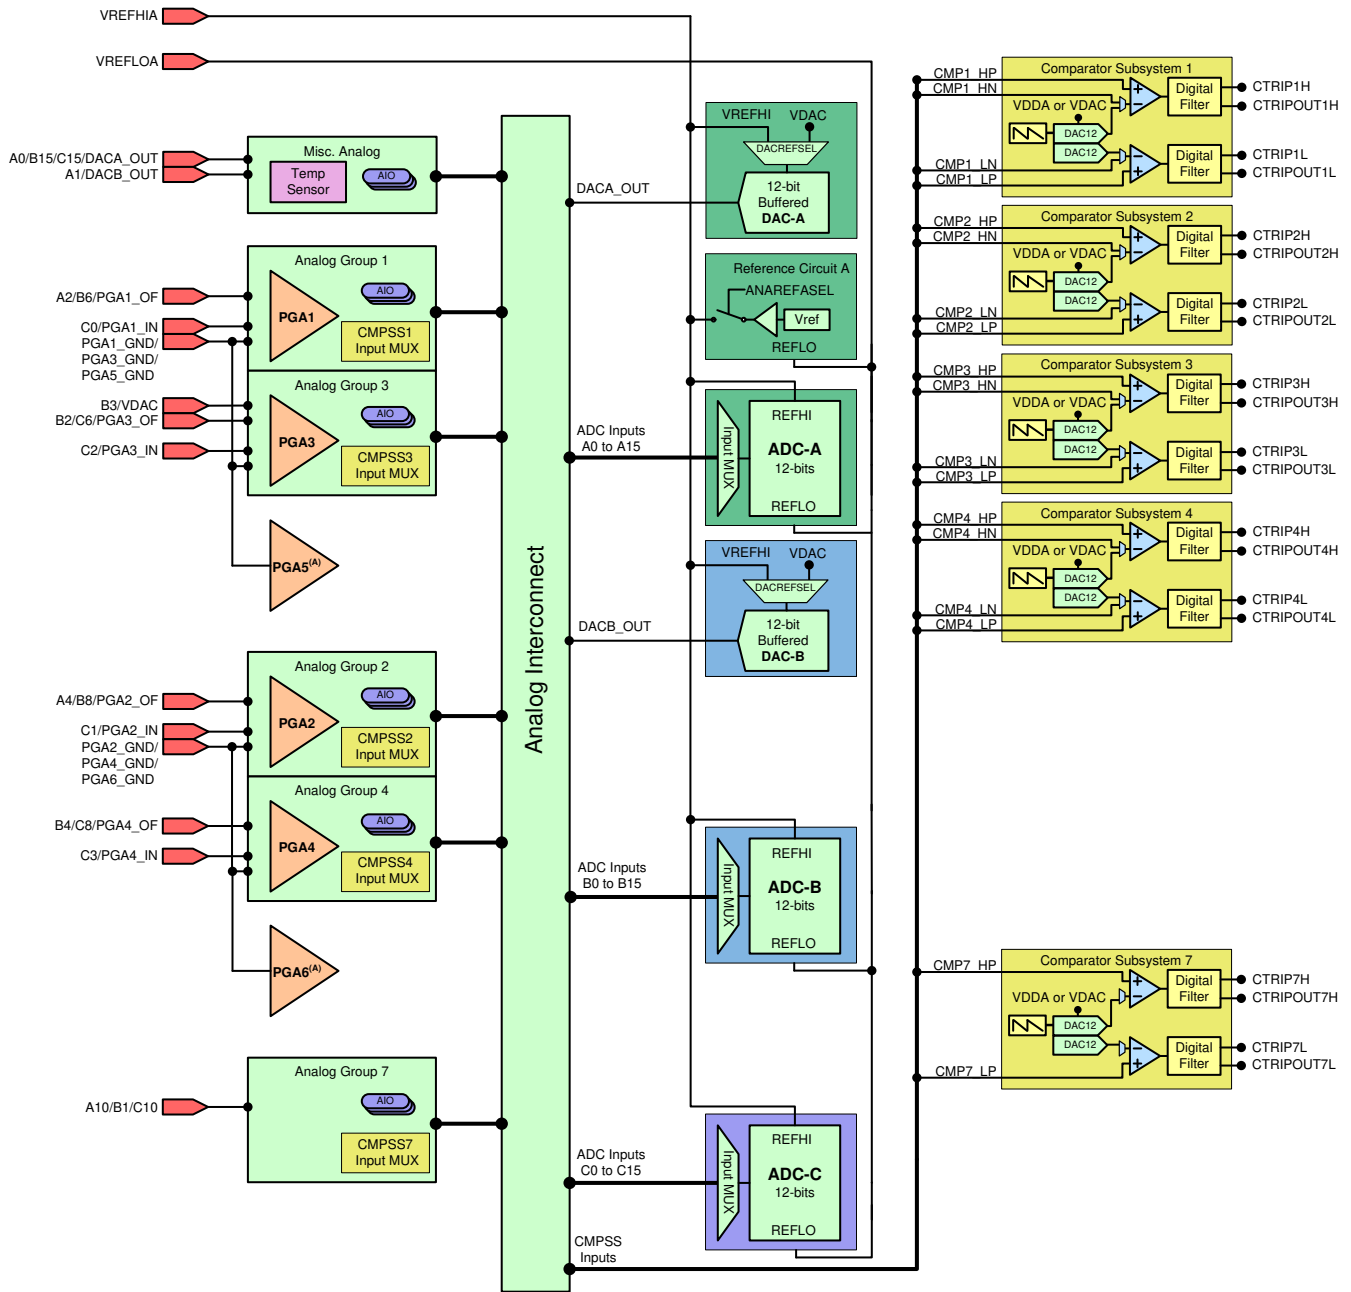 VREFHIA
VREFLOA
A0/B15/C15/DACA_OUT
A1/DACB_OUT
Misc. Analog
Temp
Sensor
AIO
Analog Group 1
A2/B6/PGA1_OF
C0/PGA1_IN
PGA1_GND/
PGA3_GND/
PGA5_GND
PGA1
AIO
CMPSS1
Input MUX
Analog Group 3
B3/VDAC
B2/C6/PGA3_OF
C2/PGA3_IN
PGA3
AIO
CMPSS3
Input MUX
PGA5(A)
Analog Group 2
A4/B8/PGA2_OF
C1/PGA2_IN
PGA2_GND/
PGA4_GND/
PGA6_GND
PGA2
AIO
CMPSS2
Input MUX
Analog Group 4
B4/C8/PGA4_OF
C3/PGA4_IN
PGA4
AIO
CMPSS4
Input MUX
PGA6(A)
Analog Group 7
A10/B1/C10
AIO
CMPSS7
Input MUX
Analog Interconnect
DACA_OUT
VREFHI
VDAC
DACREFSEL
12-bit
Buffered
DAC-A
Reference Circuit A
ANAREFASEL
Vref
REFLO
ADC Inputs
A0 to A15
Input MUX
REFHI
ADC-A
12-bits
REFLO
DACB_OUT
VREFHI
VDAC
DACREFSEL
12-bit
Buffered
DAC-B
ADC Inputs
B0 to B15
Input MUX
REFHI
ADC-B
12-bits
REFLO
ADC Inputs
C0 to C15
Input MUX
REFHI
ADC-C
12-bits
REFLO
CMPSS
Inputs
Comparator Subsystem 1
CMP1_HP
CMP1_HN
VDDA or VDAC
DAC12
DAC12
CMP1_LN
CMP1_LP
Digital
Filter
Digital
Filter
CTRIP1H
CTRIPOUT1H
CTRIP1L
CTRIPOUT1L
Comparator Subsystem 2
CMP2_HP
CMP2_HN
VDDA or VDAC
DAC12
DAC12
CMP2_LN
CMP2_LP
Digital
Filter
Digital
Filter
CTRIP2H
CTRIPOUT2H
CTRIP2L
CTRIPOUT2L
Comparator Subsystem 3
CMP3_HP
CMP3_HN
VDDA or VDAC
DAC12
DAC12
CMP3_LN
CMP3_LP
Digital
Filter
Digital
Filter
CTRIP3H
CTRIPOUT3H
CTRIP3L
CTRIPOUT3L
Comparator Subsystem 4
CMP4_HP
CMP4_HN
VDDA or VDAC
DAC12
DAC12
CMP4_LN
CMP4_LP
Digital
Filter
Digital
Filter
CTRIP4H
CTRIPOUT4H
CTRIP4L
CTRIPOUT4L
Comparator Subsystem 7
CMP7_HP
VDDA or VDAC
DAC12
DAC12
CMP7_LP
Digital
Filter
Digital
Filter
CTRIP7H
CTRIPOUT7H
CTRIP7L
CTRIPOUT7L